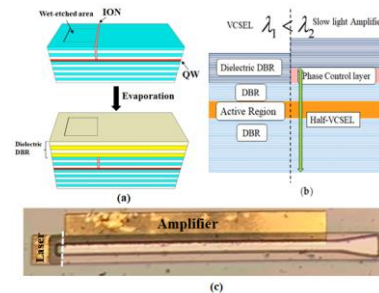 Wet-etched area
ION
QW
Evaporation
Dielectric
DBR
(a)
VCSEL
λ1 < λ2
Slow light Amplifier
Dielectric DBR
Phase Control layer
DBR
Active Region
Half-VCSEL
DBR
(b)
Laser
Amplifier
(c)